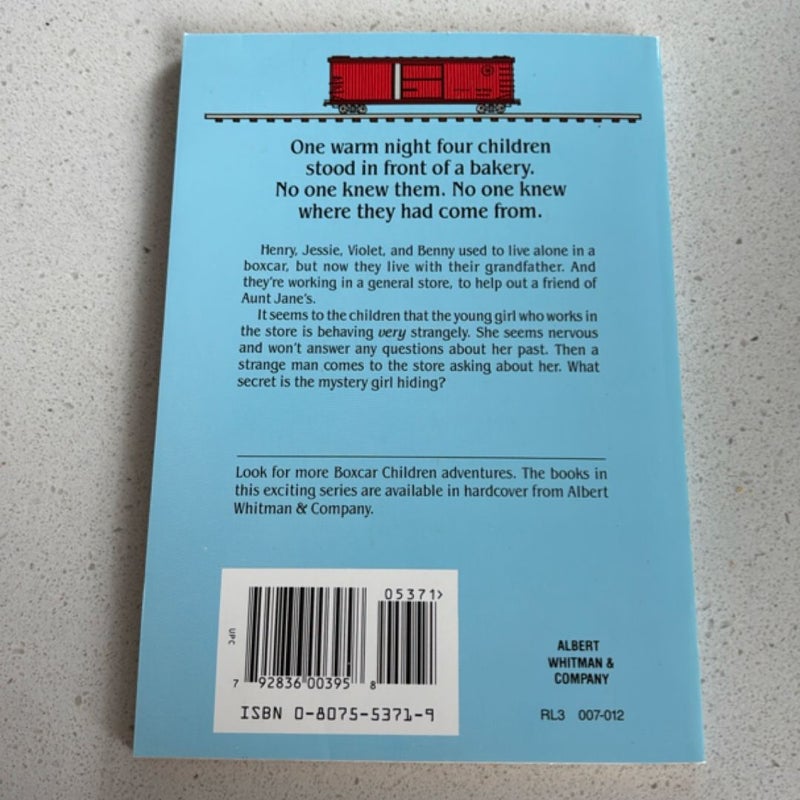 One warm night four children
stood in front of a bakery.
No one knew them. No one knew
where they had come from.
Henry, Jessie, Violet, and Benny used to live alone in a
boxcar, but now they live with their grandfather. And
they're working in a general store, to help out a friend of
Aunt Jane's.
It seems to the children that the young girl who works in
the store is behaving very strangely. She seems nervous
and won't answer any questions about her past. Then a
strange man comes to the store asking about her. What
secret is the mystery girl hiding?
Look for more Boxcar Children adventures. The books in
this exciting series are available in hardcover from Albert
Whitman & Company.
05371>
UPC
7 92836 00395 8
ISBN 0-8075-5371-9
ALBERT
WHITMAN &
COMPANY
RL3 007-012